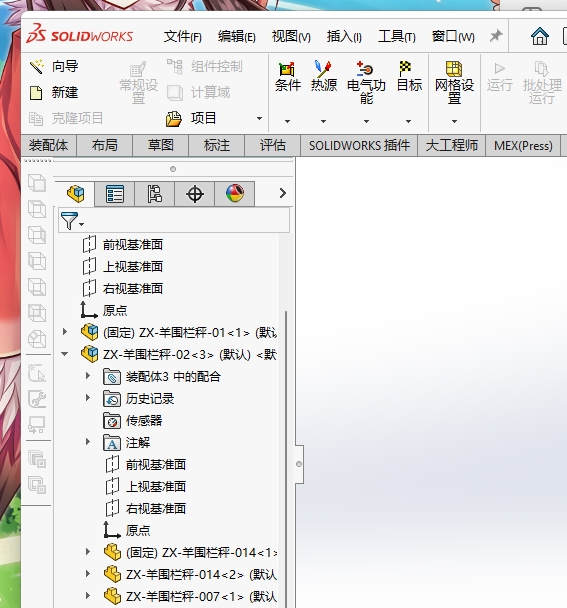 SOLIDWORKS 文件(F) 编辑(E) 视图(V) 插入(I) 工具(T) 窗口(W)
向导 常规设置 组件控制 条件 热源 电气功能 目标 网格设置 运行 批处理运行
新建 计算域
克隆项目 项目
装配体 布局 草图 标注 评估 SOLIDWORKS 插件 大工程师 MEX(Press)
前视基准面
上视基准面
右视基准面
原点
(固定) ZX-羊围栏秤-01<1> (默认
ZX-羊围栏秤-02<3> (默认) <默
装配体3 中的配合
历史记录
传感器
注解
前视基准面
上视基准面
右视基准面
原点
(固定) ZX-羊围栏秤-014<1>
ZX-羊围栏秤-014<2> (默认
ZX-羊围栏秤-007<1> (默认